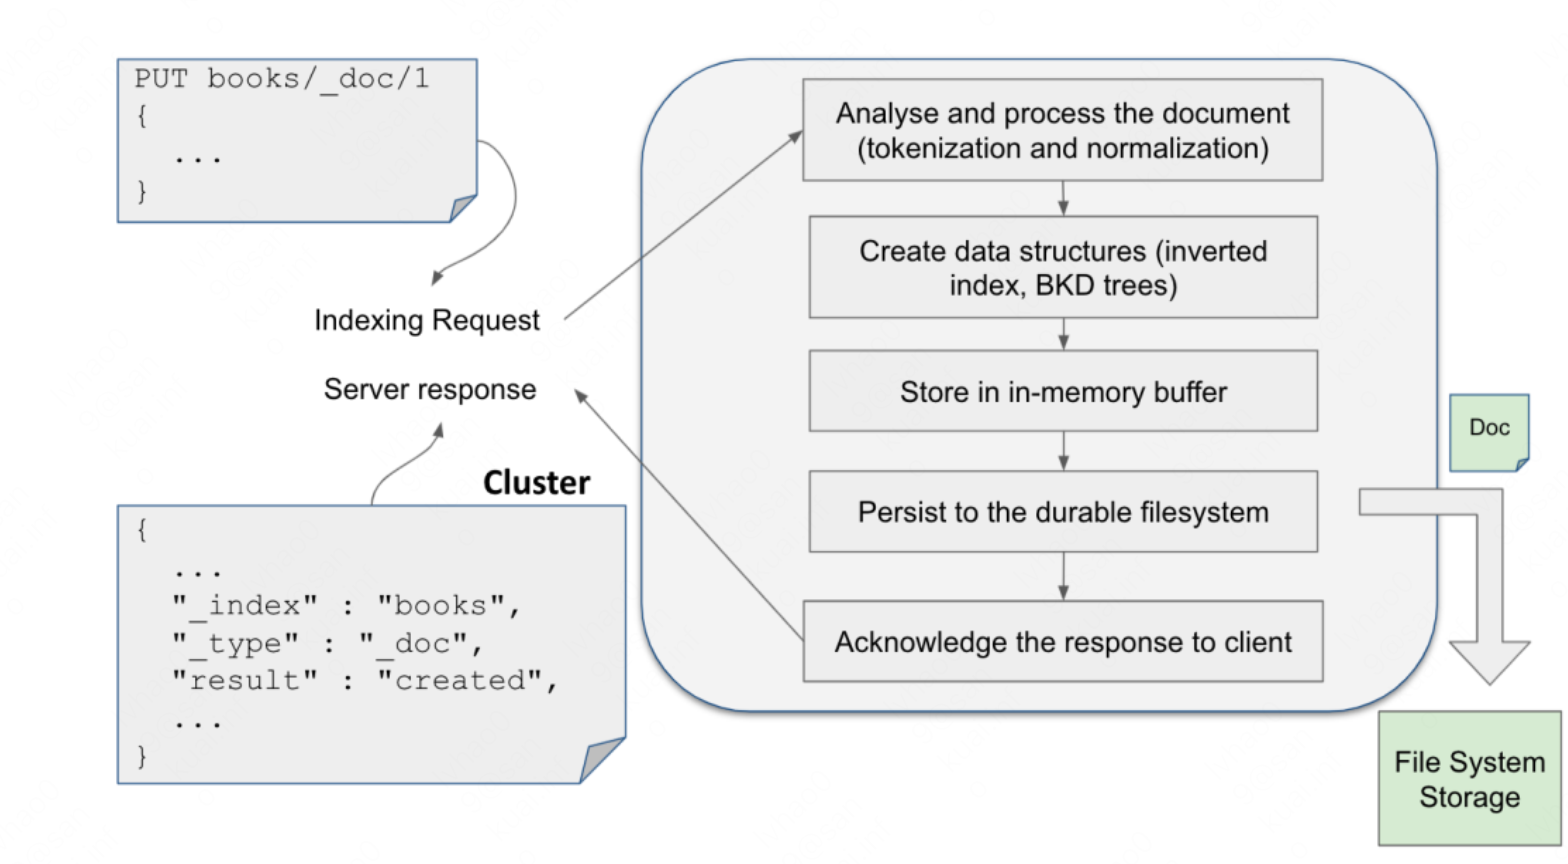 PUT books/_doc/1
{
...
}
Indexing Request
Server response
Cluster
{
...
"_index" : "books",
"_type" : "_doc",
"result" : "created",
...
}
Analyse and process the document
(tokenization and normalization)
Create data structures (inverted
index, BKD trees)
Store in in-memory buffer
Persist to the durable filesystem
Acknowledge the response to client
Doc
File System
Storage